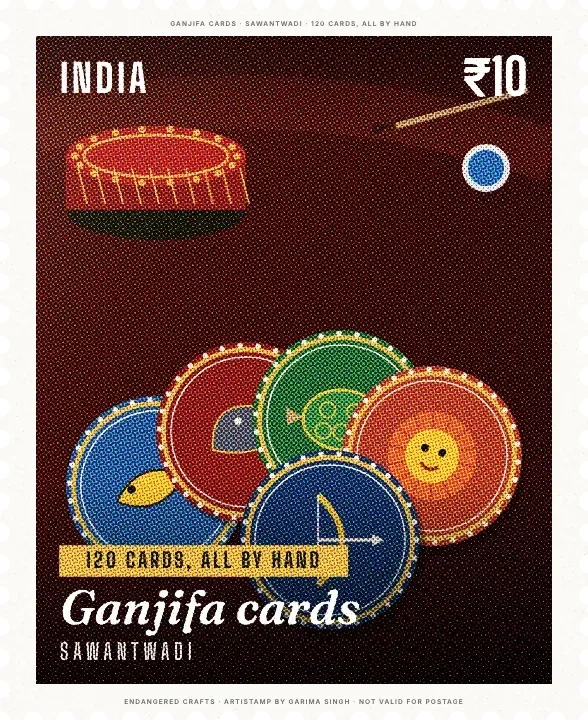 GANJIFA CARDS · SAWANTWADI · 120 CARDS, ALL BY HAND
INDIA
₹10
120 CARDS, ALL BY HAND
Ganjifa cards
SAWANTWADI
ENDANGERED CRAFTS · ARTISTAMP BY GARIMA SINGH · NOT VALID FOR POSTAGE